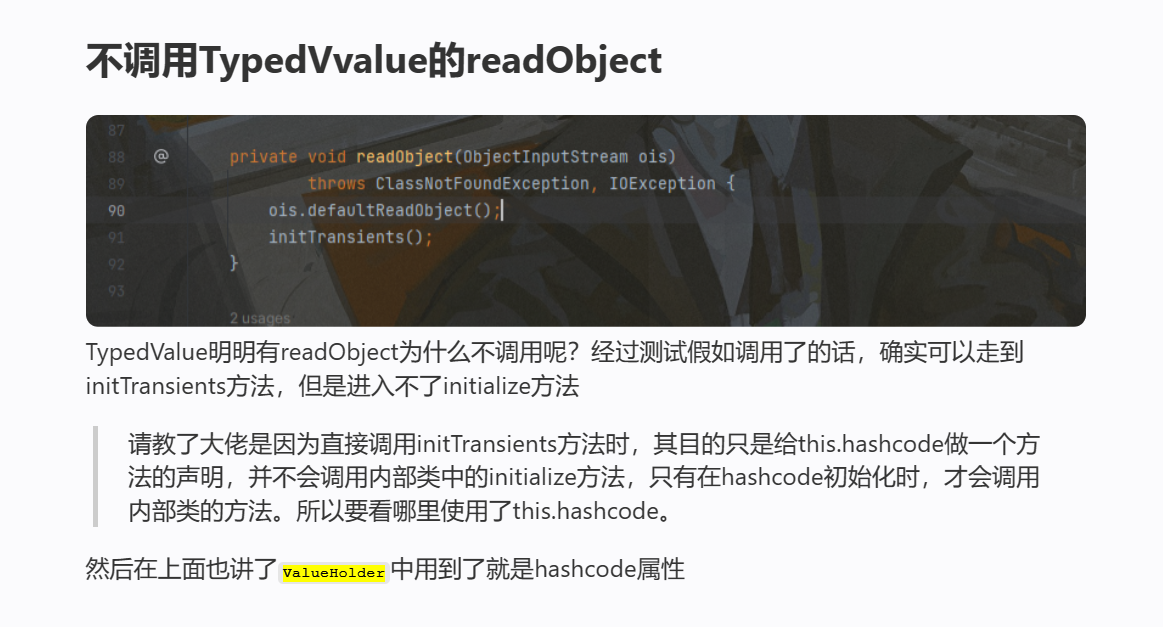 不调用TypedVvalue的readObject
87
88 @ private void readObject(ObjectInputStream ois)
89 throws ClassNotFoundException, IOException {
90 ois.defaultReadObject();
91 initTransients();
92 }
93
2 usages
TypedValue明明有readObject为什么不调用呢？经过测试假如调用了的话，确实可以走到
initTransients方法，但是进入不了initialize方法
请教了大佬是因为直接调用initTransients方法时，其目的只是给this.hashcode做一个方
法的声明，并不会调用内部类中的initialize方法，只有在hashcode初始化时，才会调用
内部类的方法。所以要看哪里使用了this.hashcode。
然后在上面也讲了ValueHolder中用到了就是hashcode属性